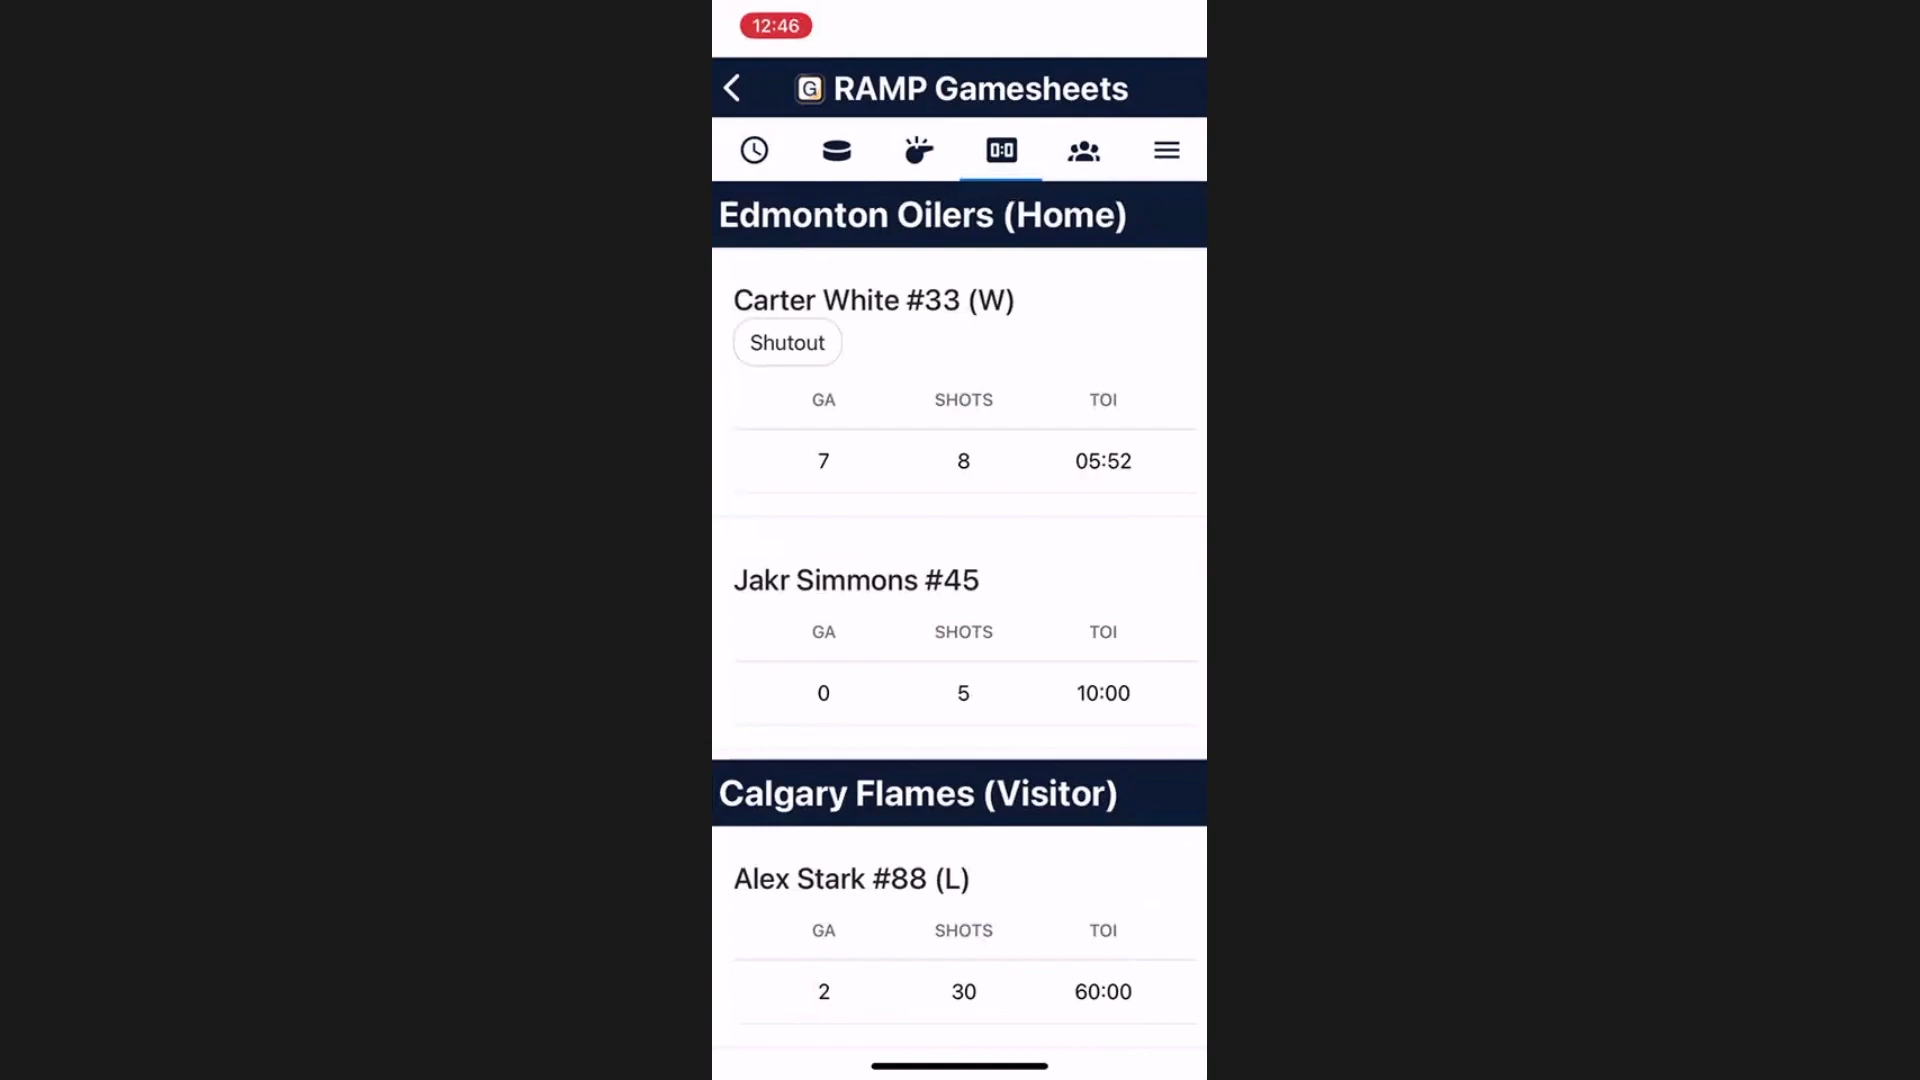 12:46
G RAMP Gamesheets
0:0
Edmonton Oilers (Home)
Carter White #33 (W)
Shutout
GA SHOTS TOI
7 8 05:52
Jakr Simmons #45
GA SHOTS TOI
0 5 10:00
Calgary Flames (Visitor)
Alex Stark #88 (L)
GA SHOTS TOI
2 30 60:00